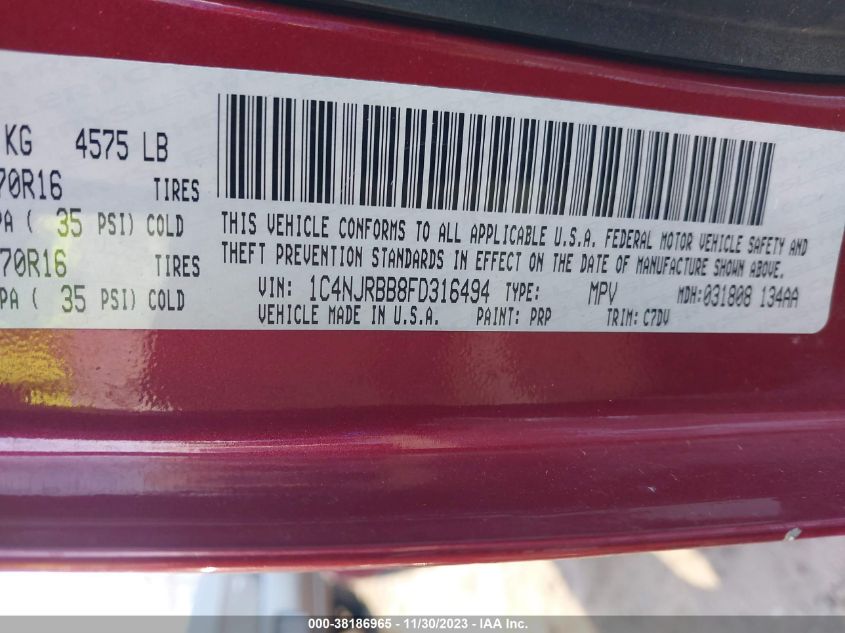 KG 4575 LB
70R16 TIRES
PA ( 35 PSI) COLD
70R16 TIRES
PA ( 35 PSI) COLD
THIS VEHICLE CONFORMS TO ALL APPLICABLE U.S.A. FEDERAL MOTOR VEHICLE SAFETY AND
THEFT PREVENTION STANDARDS IN EFFECT ON THE DATE OF MANUFACTURE SHOWN ABOVE.
VIN: 1C4NJRBB8FD316494 TYPE: MPV MDH:031808 134AA
VEHICLE MADE IN U.S.A. PAINT: PRP TRIM: C7DV
000-38186965 - 11/30/2023 - IAA Inc.